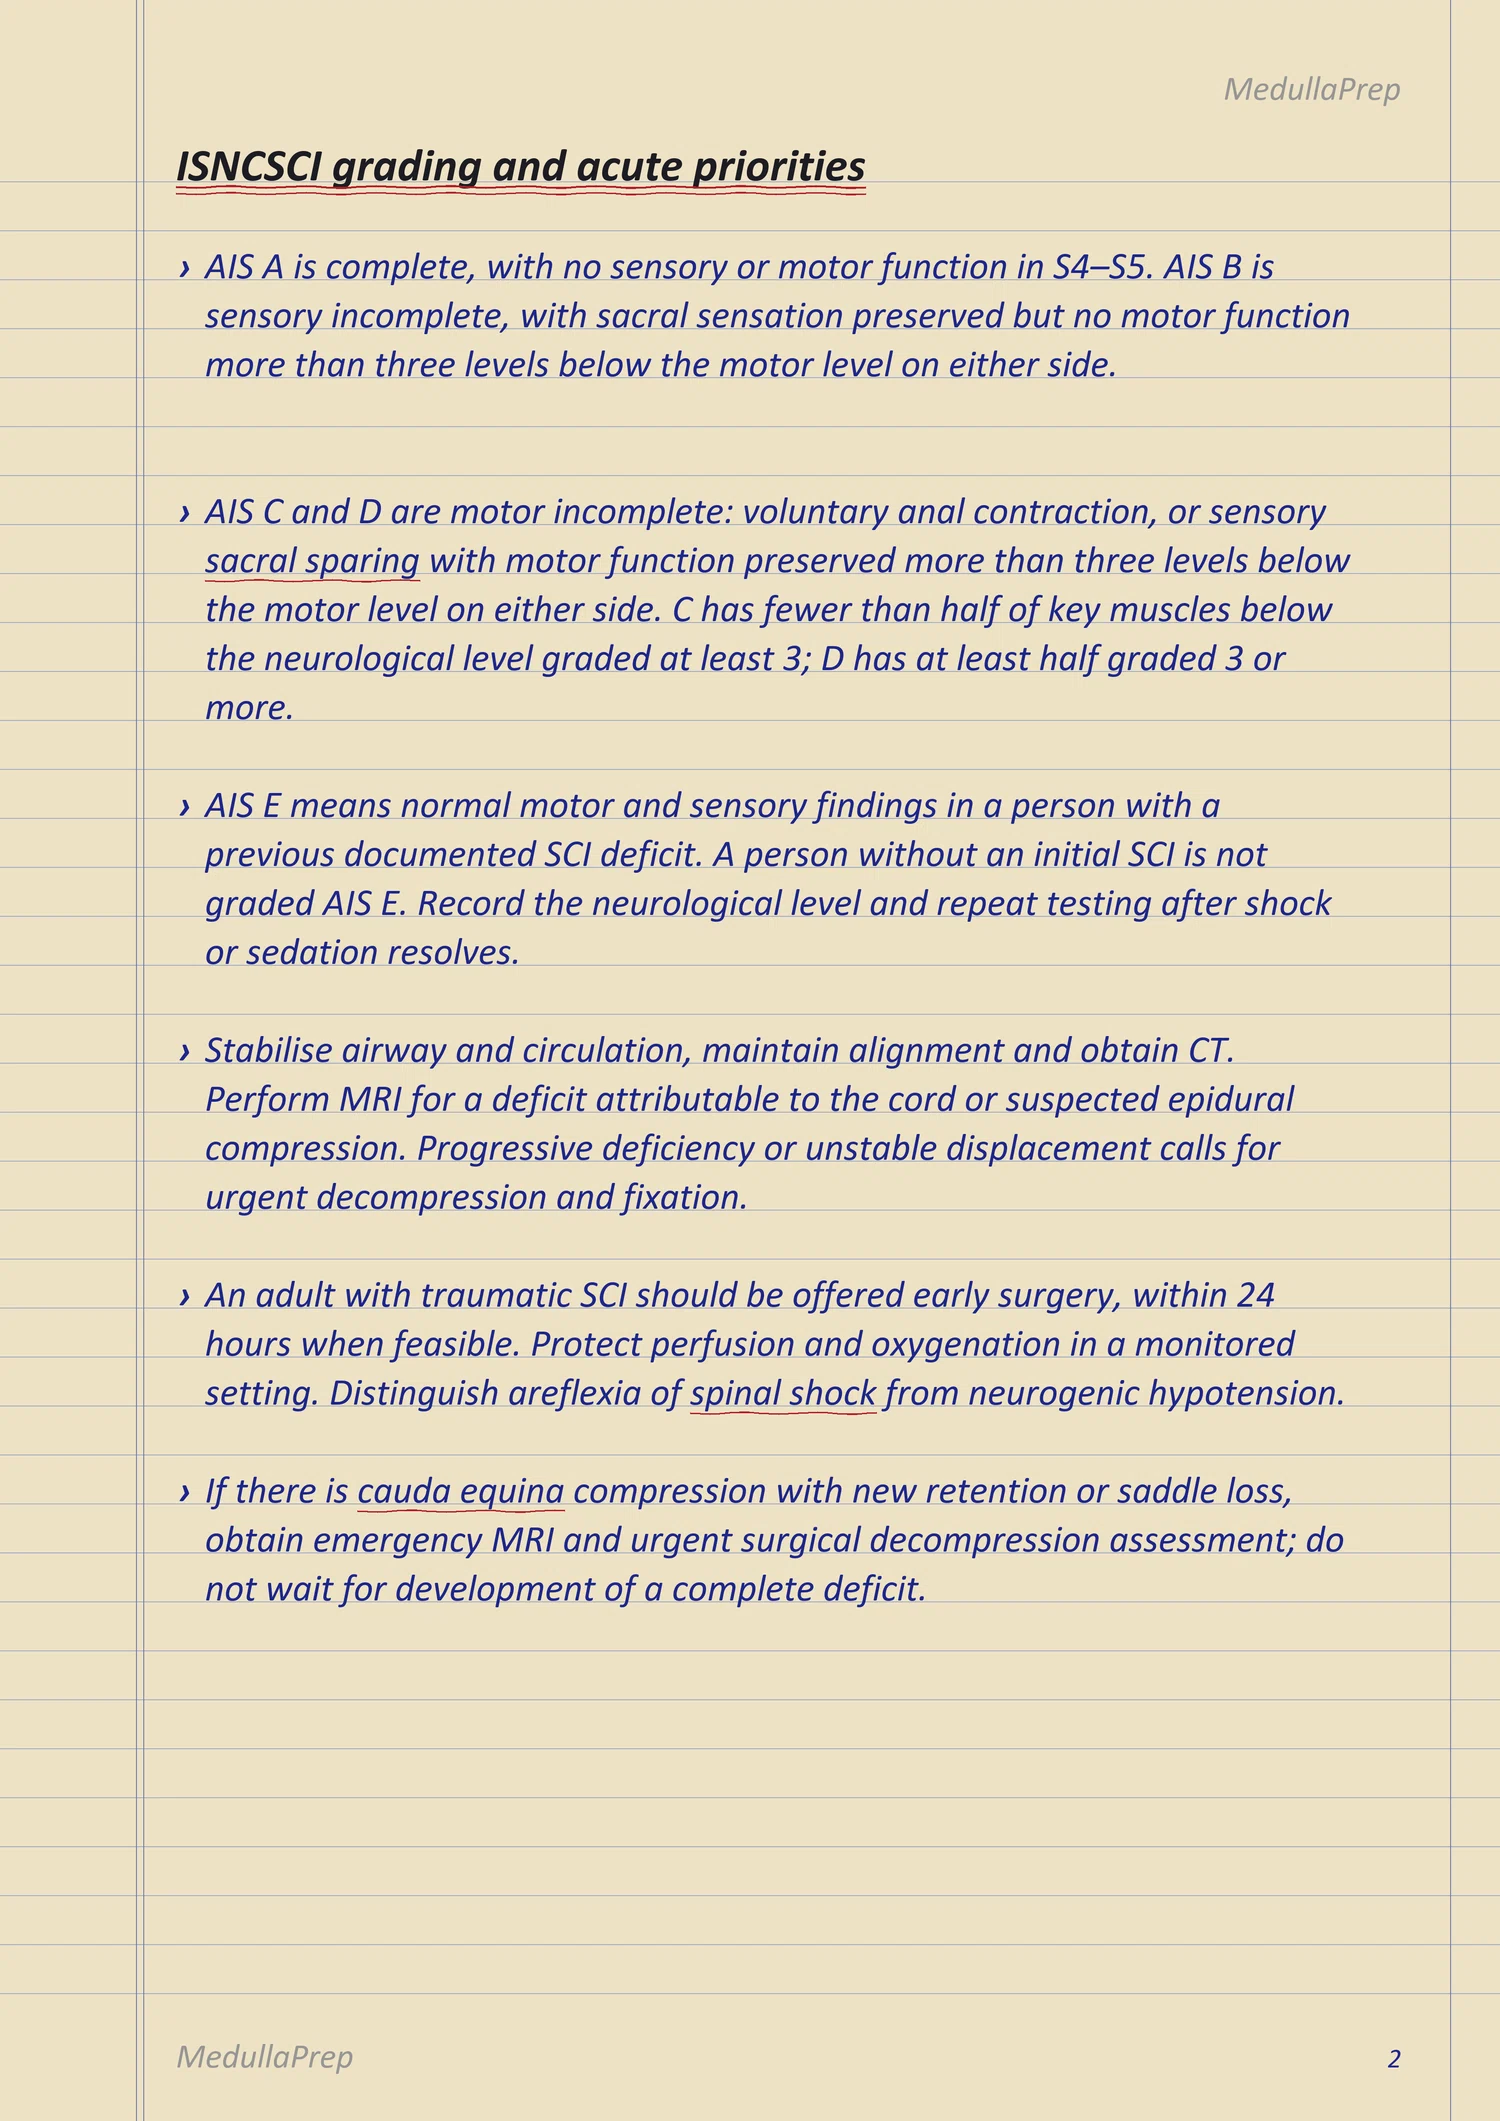 MedullaPrep
ISNCSCI grading and acute priorities
› AIS A is complete, with no sensory or motor function in S4–S5. AIS B is
sensory incomplete, with sacral sensation preserved but no motor function
more than three levels below the motor level on either side.
› AIS C and D are motor incomplete: voluntary anal contraction, or sensory
sacral sparing with motor function preserved more than three levels below
the motor level on either side. C has fewer than half of key muscles below
the neurological level graded at least 3; D has at least half graded 3 or
more.
› AIS E means normal motor and sensory findings in a person with a
previous documented SCI deficit. A person without an initial SCI is not
graded AIS E. Record the neurological level and repeat testing after shock
or sedation resolves.
› Stabilise airway and circulation, maintain alignment and obtain CT.
Perform MRI for a deficit attributable to the cord or suspected epidural
compression. Progressive deficiency or unstable displacement calls for
urgent decompression and fixation.
› An adult with traumatic SCI should be offered early surgery, within 24
hours when feasible. Protect perfusion and oxygenation in a monitored
setting. Distinguish areflexia of spinal shock from neurogenic hypotension.
› If there is cauda equina compression with new retention or saddle loss,
obtain emergency MRI and urgent surgical decompression assessment; do
not wait for development of a complete deficit.
MedullaPrep
2